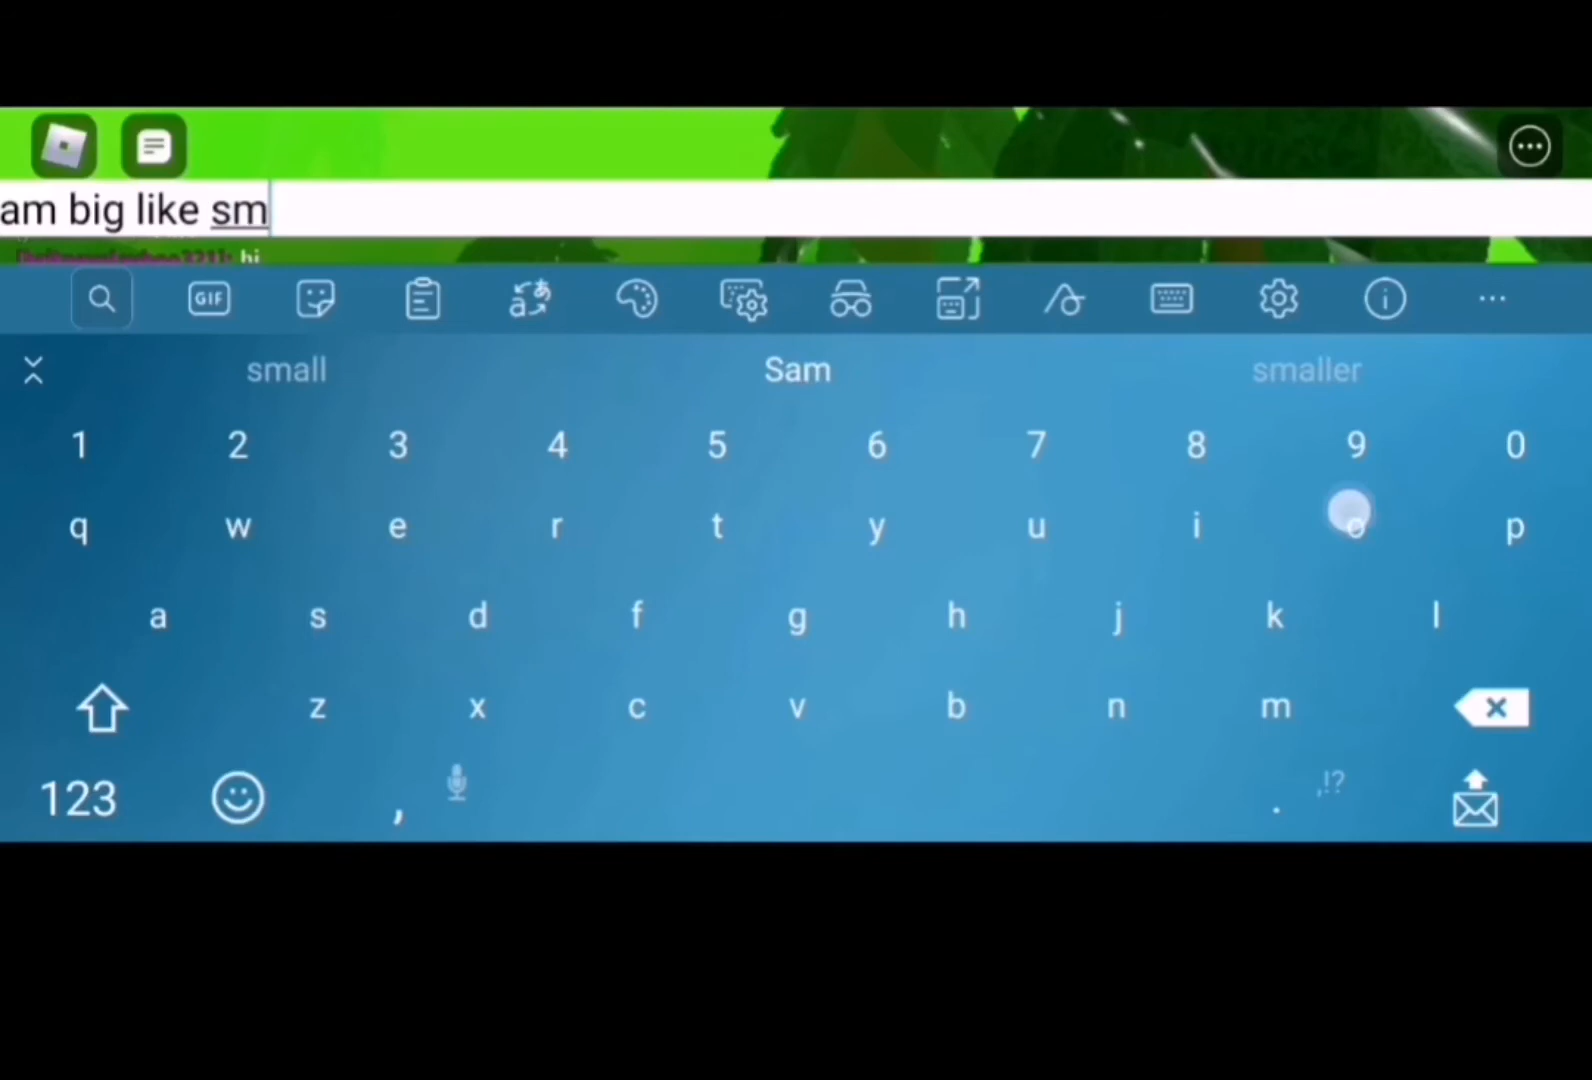 am big like sm
hi
GIF
small Sam smaller
1 2 3 4 5 6 7 8 9 0
q w e r t y u i o p
a s d f g h j k l
z x c v b n m
123 , . ,!?